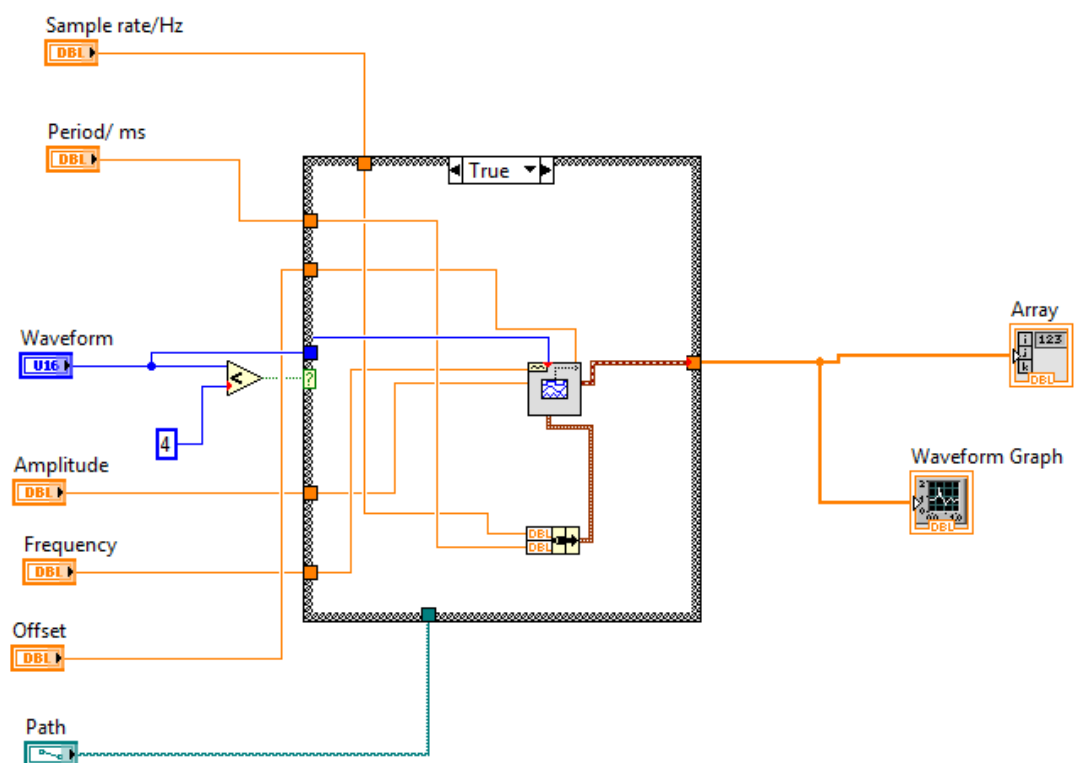 Sample rate/Hz
DBL
Period/ ms
DBL
True
Waveform
U16
<
?
4
Amplitude
DBL
Frequency
DBL
DBL
DBL
Offset
DBL
Path
Array
i 123
j
k
DBL
Waveform Graph
DBL